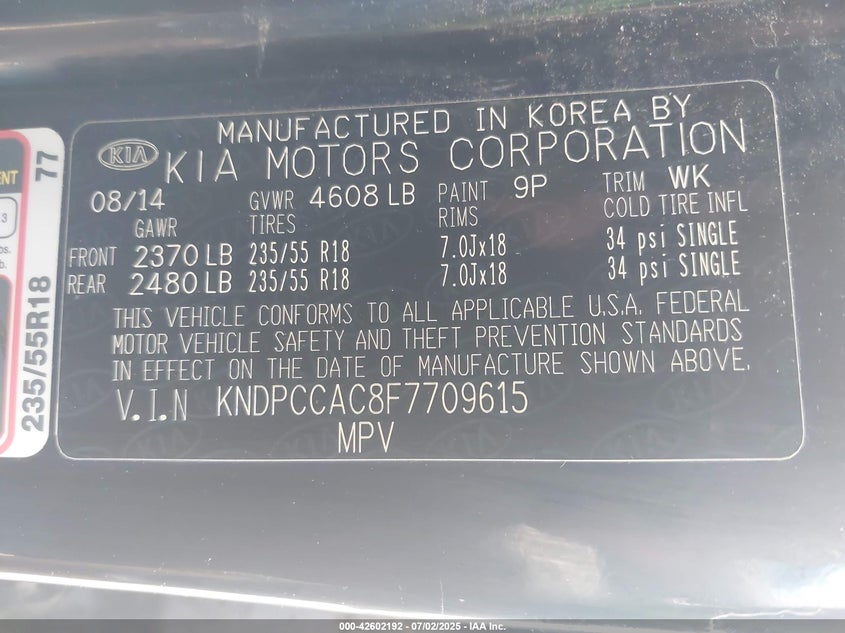 MANUFACTURED IN KOREA BY
KIA
KIA MOTORS CORPORATION
08/14 GVWR 4608 LB PAINT 9P TRIM WK
GAWR TIRES RIMS COLD TIRE INFL
FRONT 2370 LB 235/55 R18 7.0Jx18 34 psi SINGLE
REAR 2480 LB 235/55 R18 7.0Jx18 34 psi SINGLE
THIS VEHICLE CONFORMS TO ALL APPLICABLE U.S.A. FEDERAL
MOTOR VEHICLE SAFETY AND THEFT PREVENTION STANDARDS
IN EFFECT ON THE DATE OF MANUFACTURE SHOWN ABOVE.
V.I.N KNDPCCAC8F7709615
MPV
235/55R18 77
000-42602192 - 07/02/2025 - IAA Inc.